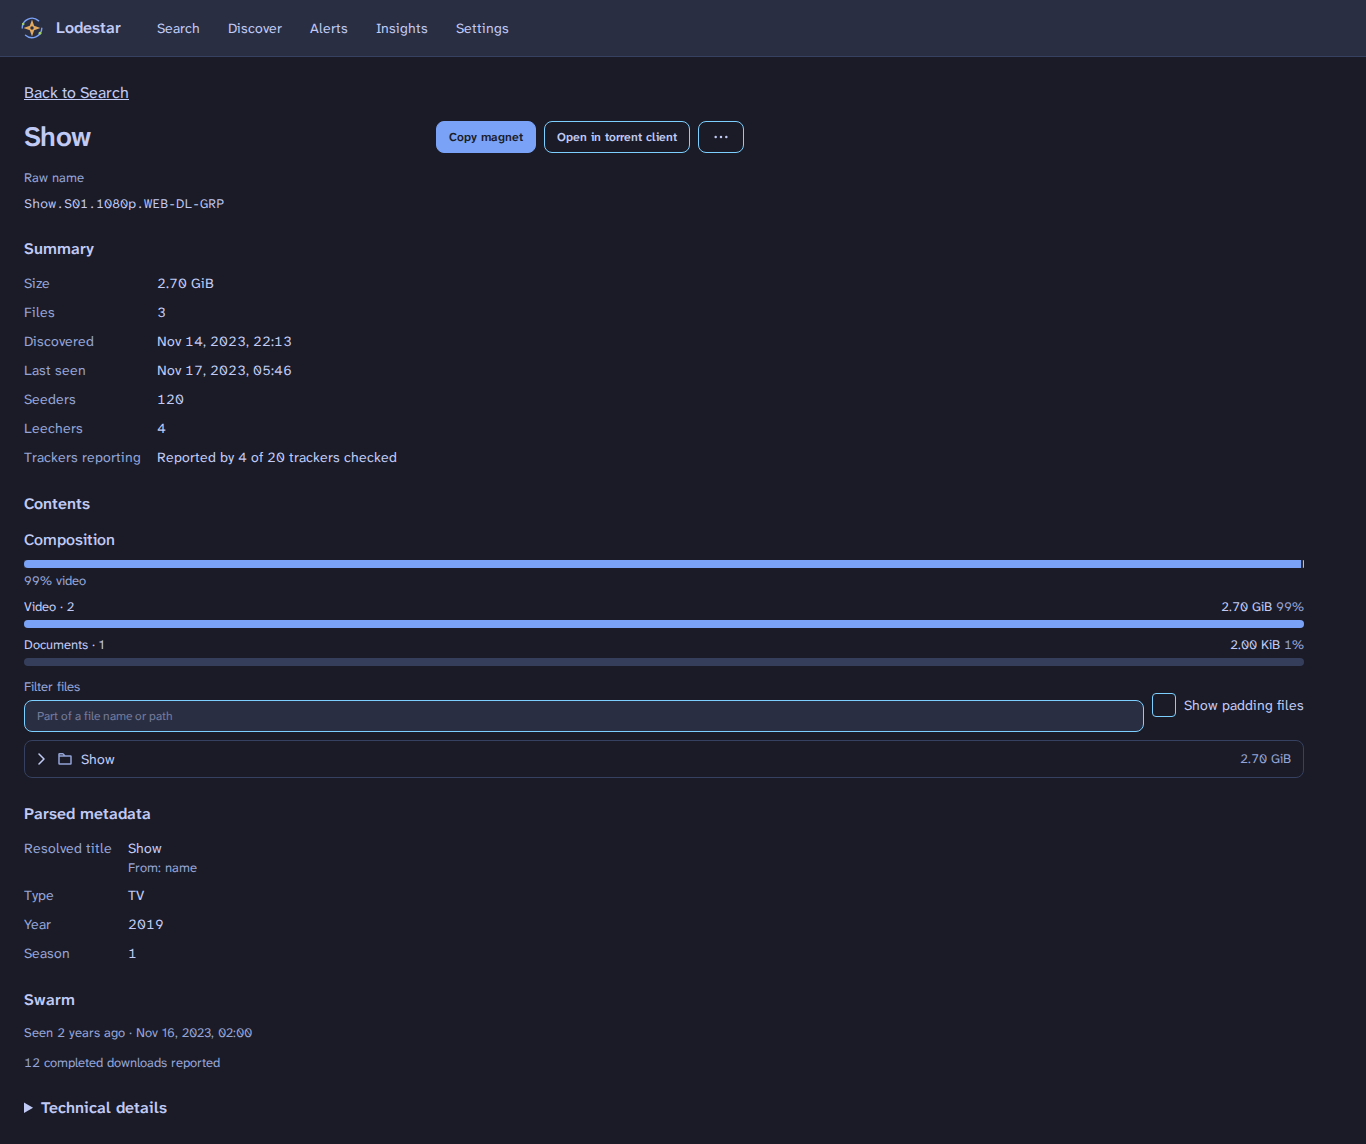 Lodestar Search Discover Alerts Insights Settings
Back to Search
Show
Copy magnet Open in torrent client ···
Raw name
Show.S01.1080p.WEB-DL-GRP
Summary
Size 2.70 GiB
Files 3
Discovered Nov 14, 2023, 22:13
Last seen Nov 17, 2023, 05:46
Seeders 120
Leechers 4
Trackers reporting Reported by 4 of 20 trackers checked
Contents
Composition
99% video
Video · 2 2.70 GiB 99%
Documents · 1 2.00 KiB 1%
Filter files
Part of a file name or path
Show padding files
Show 2.70 GiB
Parsed metadata
Resolved title Show
From: name
Type TV
Year 2019
Season 1
Swarm
Seen 2 years ago · Nov 16, 2023, 02:00
12 completed downloads reported
Technical details